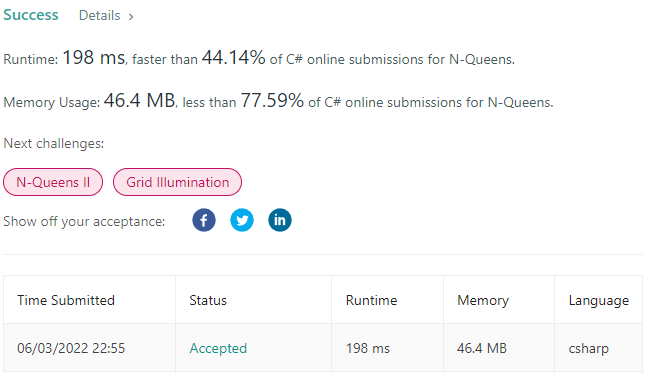 Success Details >
Runtime: 198 ms, faster than 44.14% of C# online submissions for N-Queens.
Memory Usage: 46.4 MB, less than 77.59% of C# online submissions for N-Queens.
Next challenges:
N-Queens II Grid Illumination
Show off your acceptance: f in
Time Submitted Status Runtime Memory Language
06/03/2022 22:55 Accepted 198 ms 46.4 MB csharp